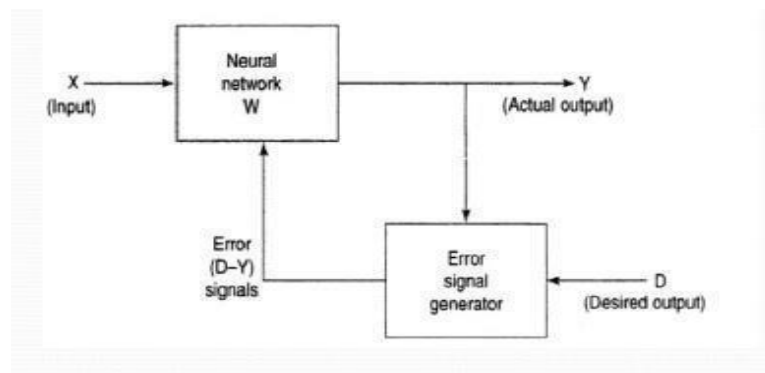 X
(Input)
Neural
network
W
Y
(Actual output)
Error
(D–Y)
signals
Error
signal
generator
D
(Desired output)